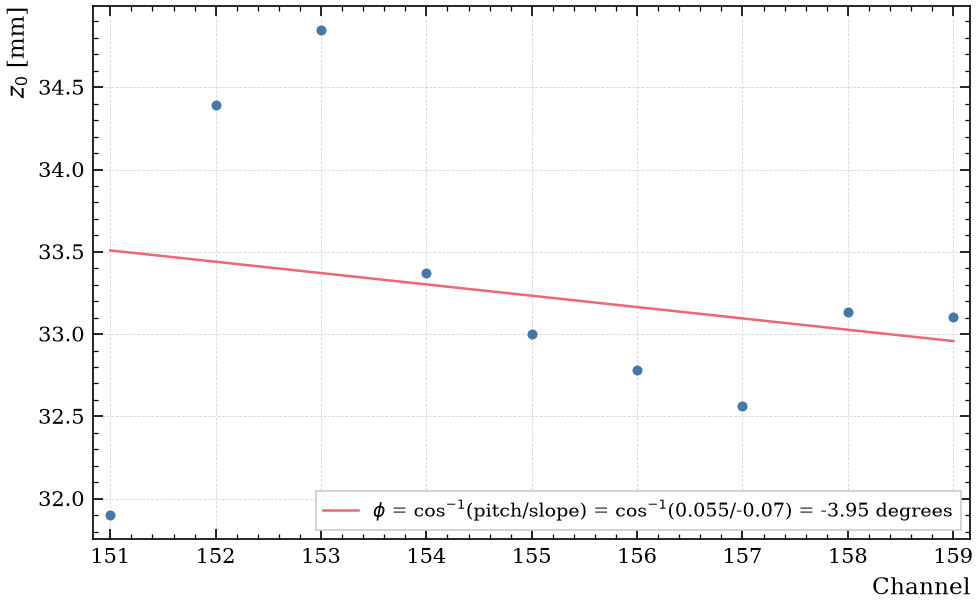 z₀ [mm]
34.5
34.0
33.5
33.0
32.5
32.0
ϕ = cos⁻¹(pitch/slope) = cos⁻¹(0.055/-0.07) = -3.95 degrees
151 152 153 154 155 156 157 158 159
Channel